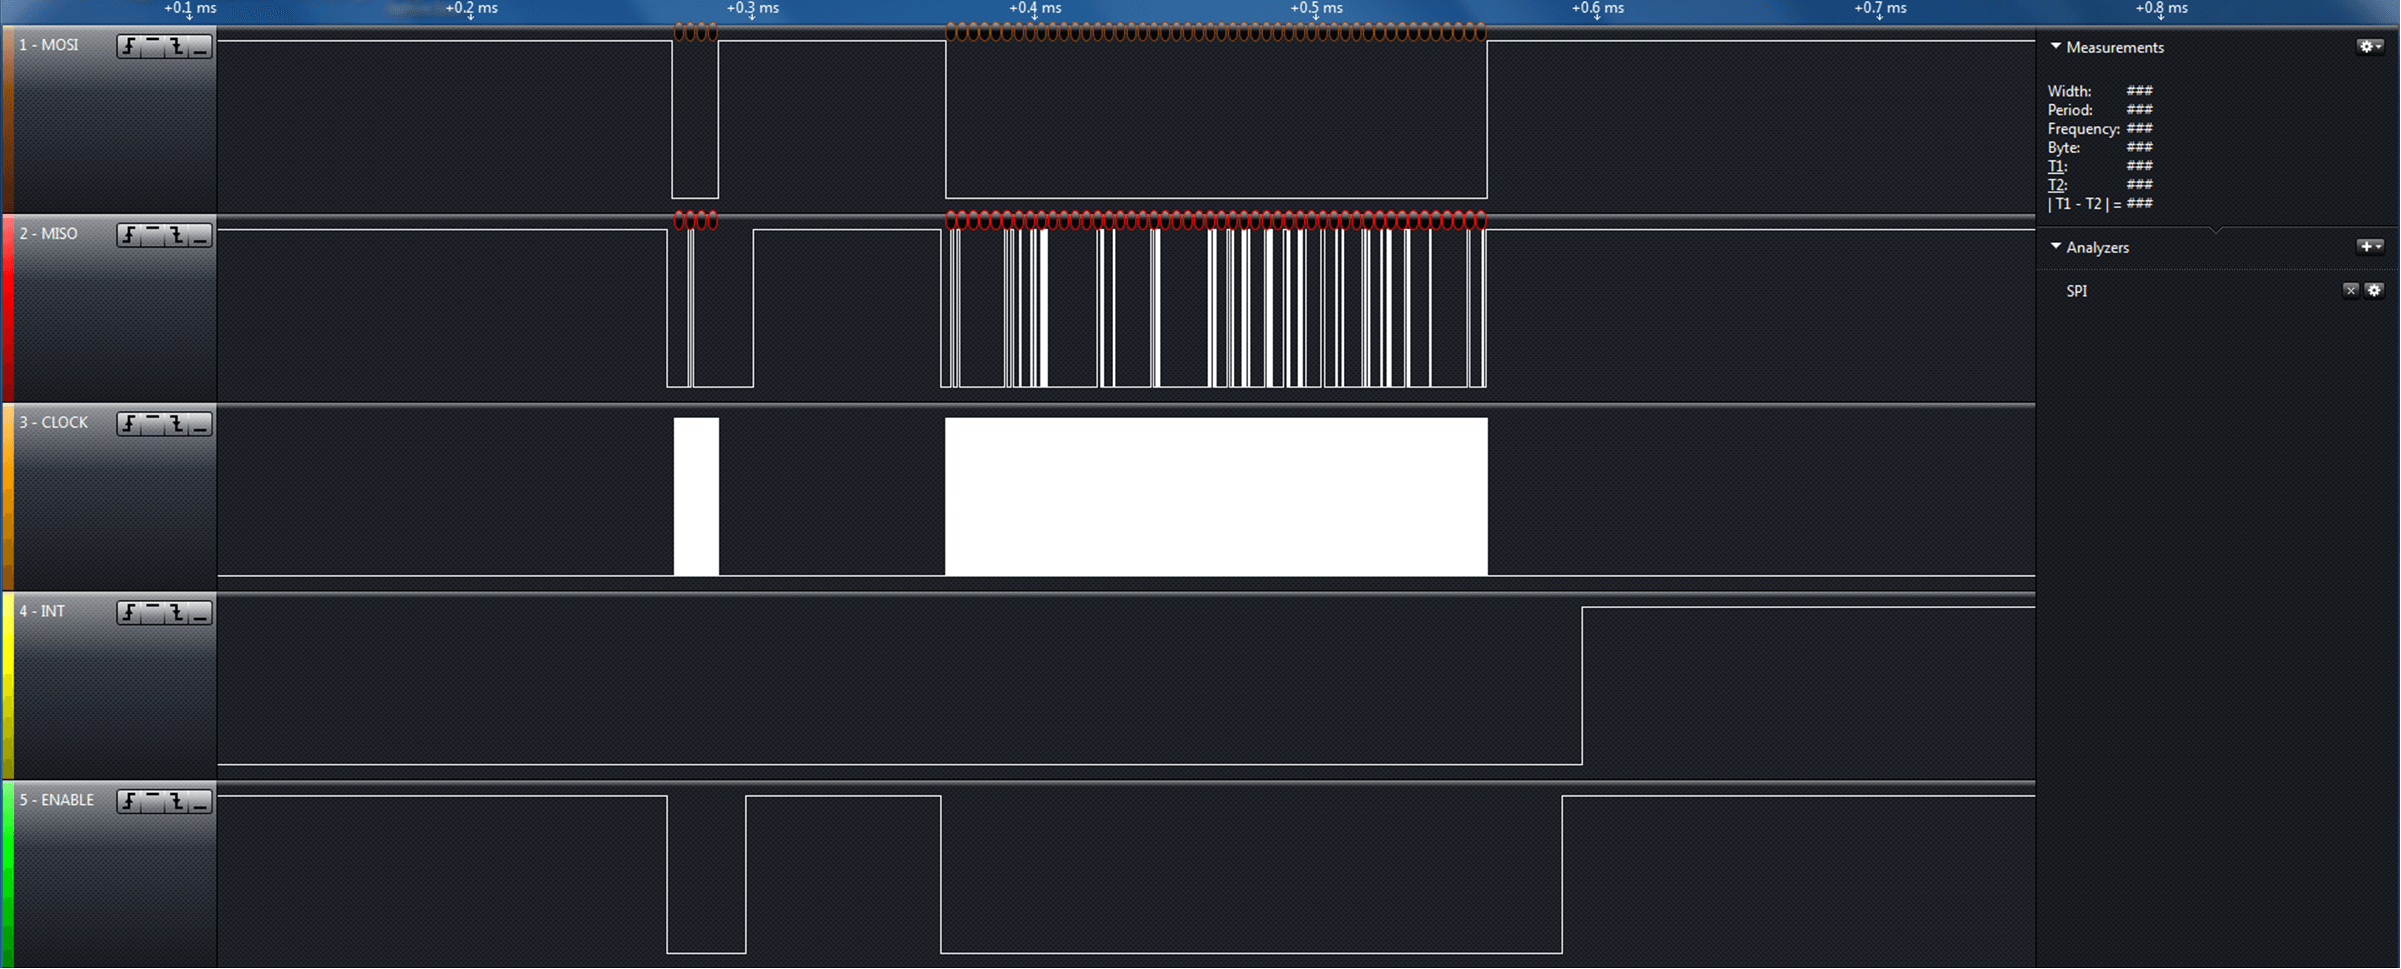 +0.1 ms +0.2 ms +0.3 ms +0.4 ms +0.5 ms +0.6 ms +0.7 ms +0.8 ms
1 - MOSI
2 - MISO
3 - CLOCK
4 - INT
5 - ENABLE
Measurements
Width: ###
Period: ###
Frequency: ###
Byte: ###
T1: ###
T2: ###
| T1 - T2 | = ###
Analyzers
SPI